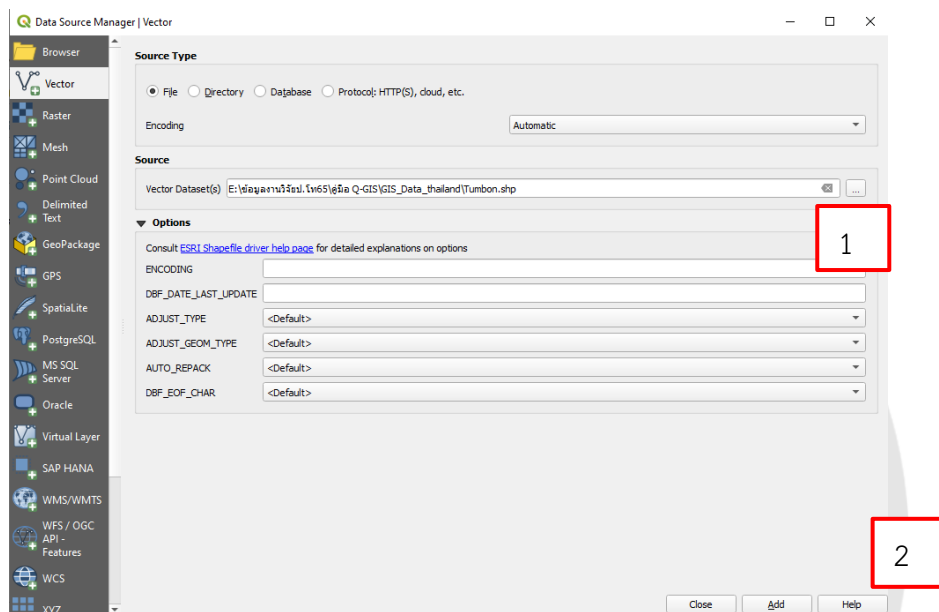 Data Source Manager | Vector
Browser
Vector
Raster
Mesh
Point Cloud
Delimited
Text
GeoPackage
GPS
SpatiaLite
PostgreSQL
MS SQL
Server
Oracle
Virtual Layer
SAP HANA
WMS/WMTS
WFS / OGC
API -
Features
WCS
XYZ
Source Type
File Directory Database Protocol: HTTP(S), cloud, etc.
Encoding Automatic
Source
Vector Dataset(s) E:\ข้อมูลงานวิจัยป.โท65\คู่มือ Q-GIS\GIS_Data_thailand\Tumbon.shp ...
Options
Consult ESRI Shapefile driver help page for detailed explanations on options
ENCODING
DBF_DATE_LAST_UPDATE
ADJUST_TYPE <Default>
ADJUST_GEOM_TYPE <Default>
AUTO_REPACK <Default>
DBF_EOF_CHAR <Default>
1
2
Close Add Help